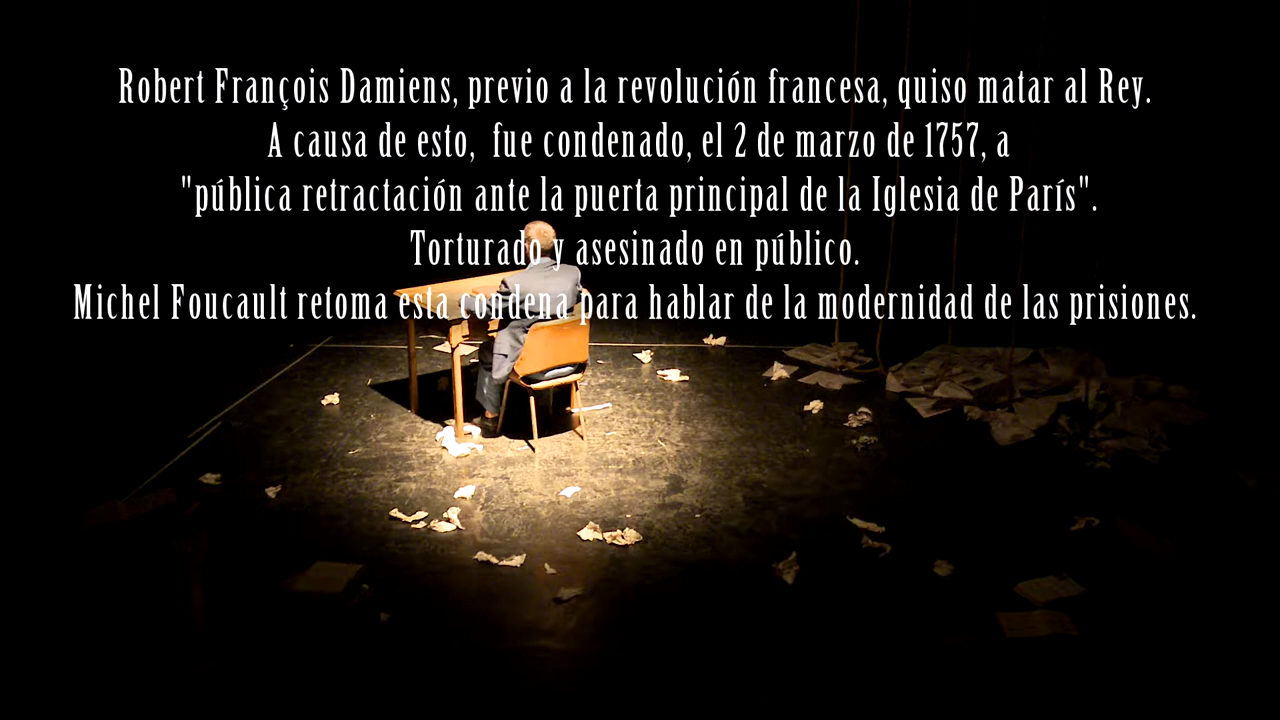 Robert François Damiens, previo a la revolución francesa, quiso matar al Rey.
A causa de esto, fue condenado, el 2 de marzo de 1757, a
"pública retractación ante la puerta principal de la Iglesia de París".
Torturado y asesinado en público.
Michel Foucault retoma esta condena para hablar de la modernidad de las prisiones.